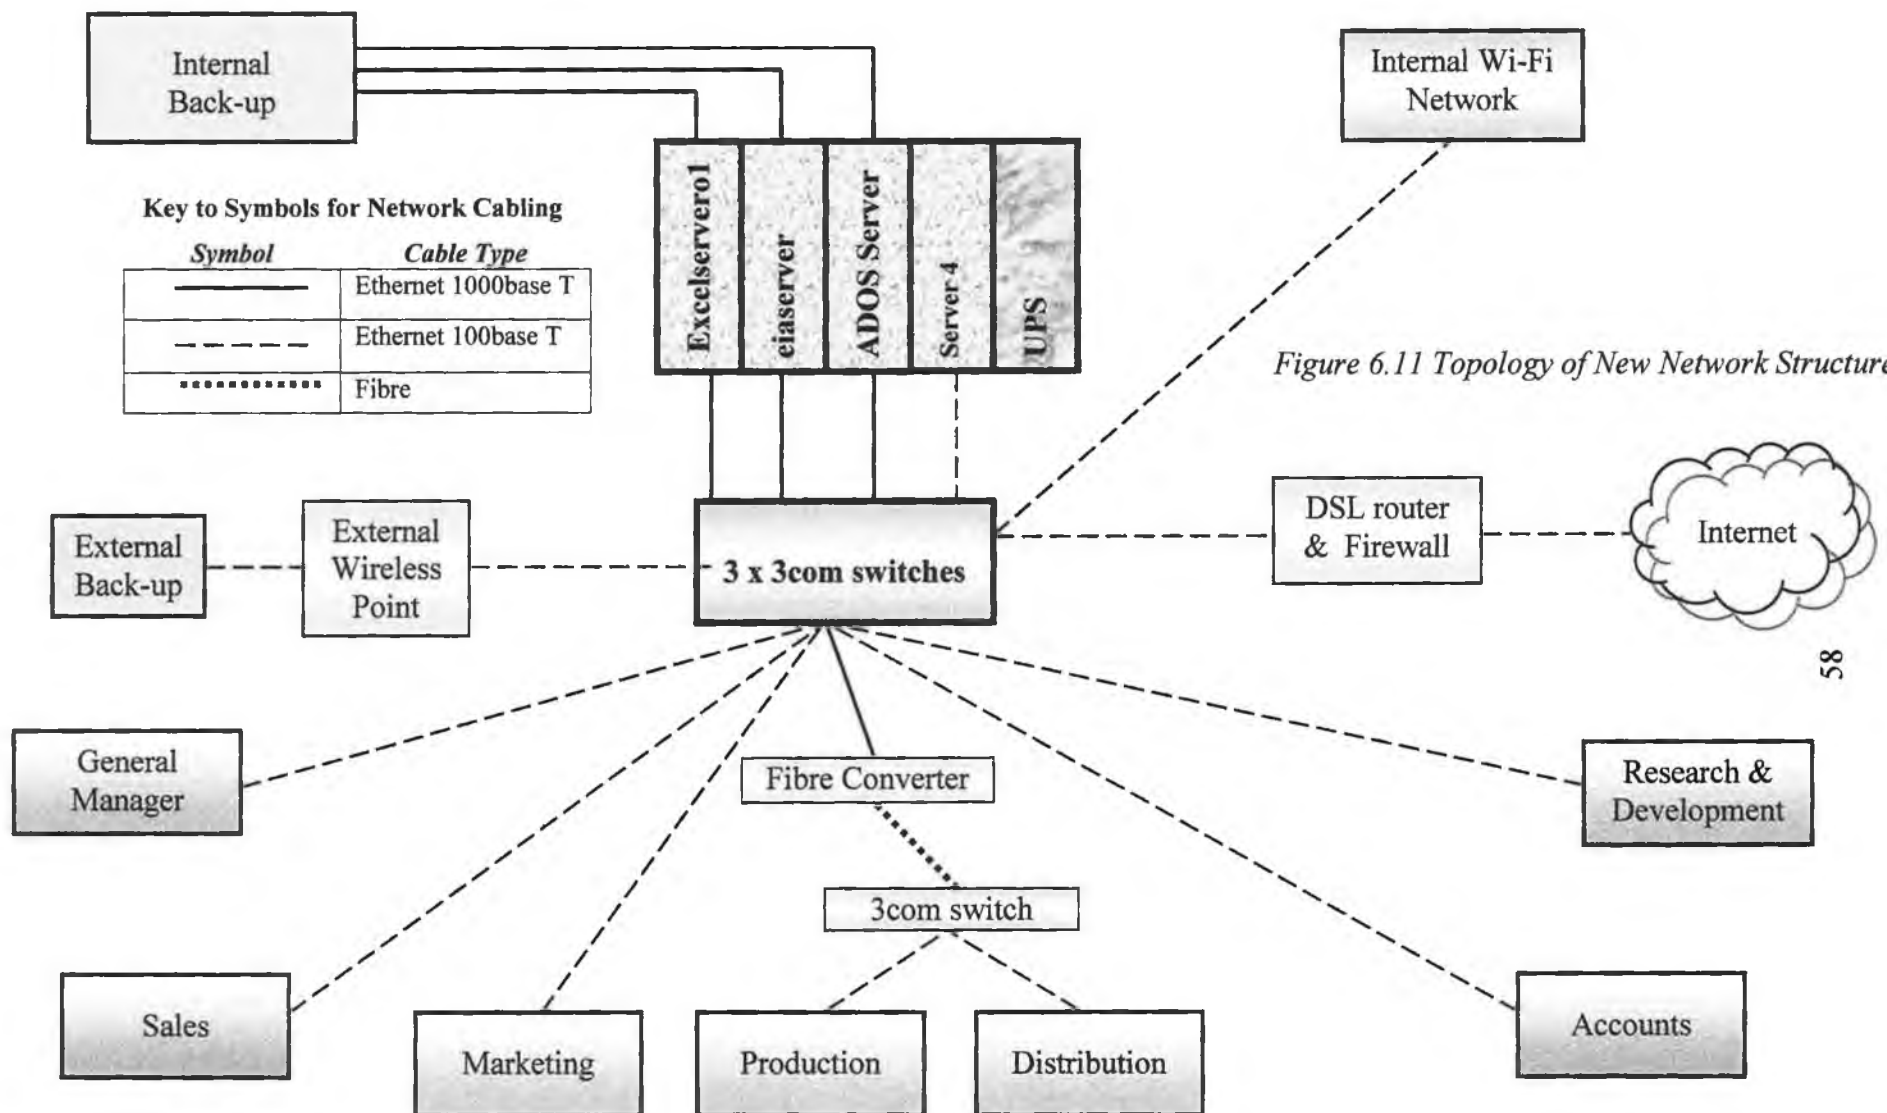 Internal
Back-up
Internal Wi-Fi
Network
Key to Symbols for Network Cabling
Symbol Cable Type
Ethernet 1000base T
Ethernet 100base T
Fibre
Excelservero1
eiaserver
ADOS Server
Server 4
UPS
Figure 6.11 Topology of New Network Structure
External
Back-up
External
Wireless
Point
3 x 3com switches
DSL router
& Firewall
Internet
58
General
Manager
Fibre Converter
Research &
Development
3com switch
Sales
Marketing
Production
Distribution
Accounts